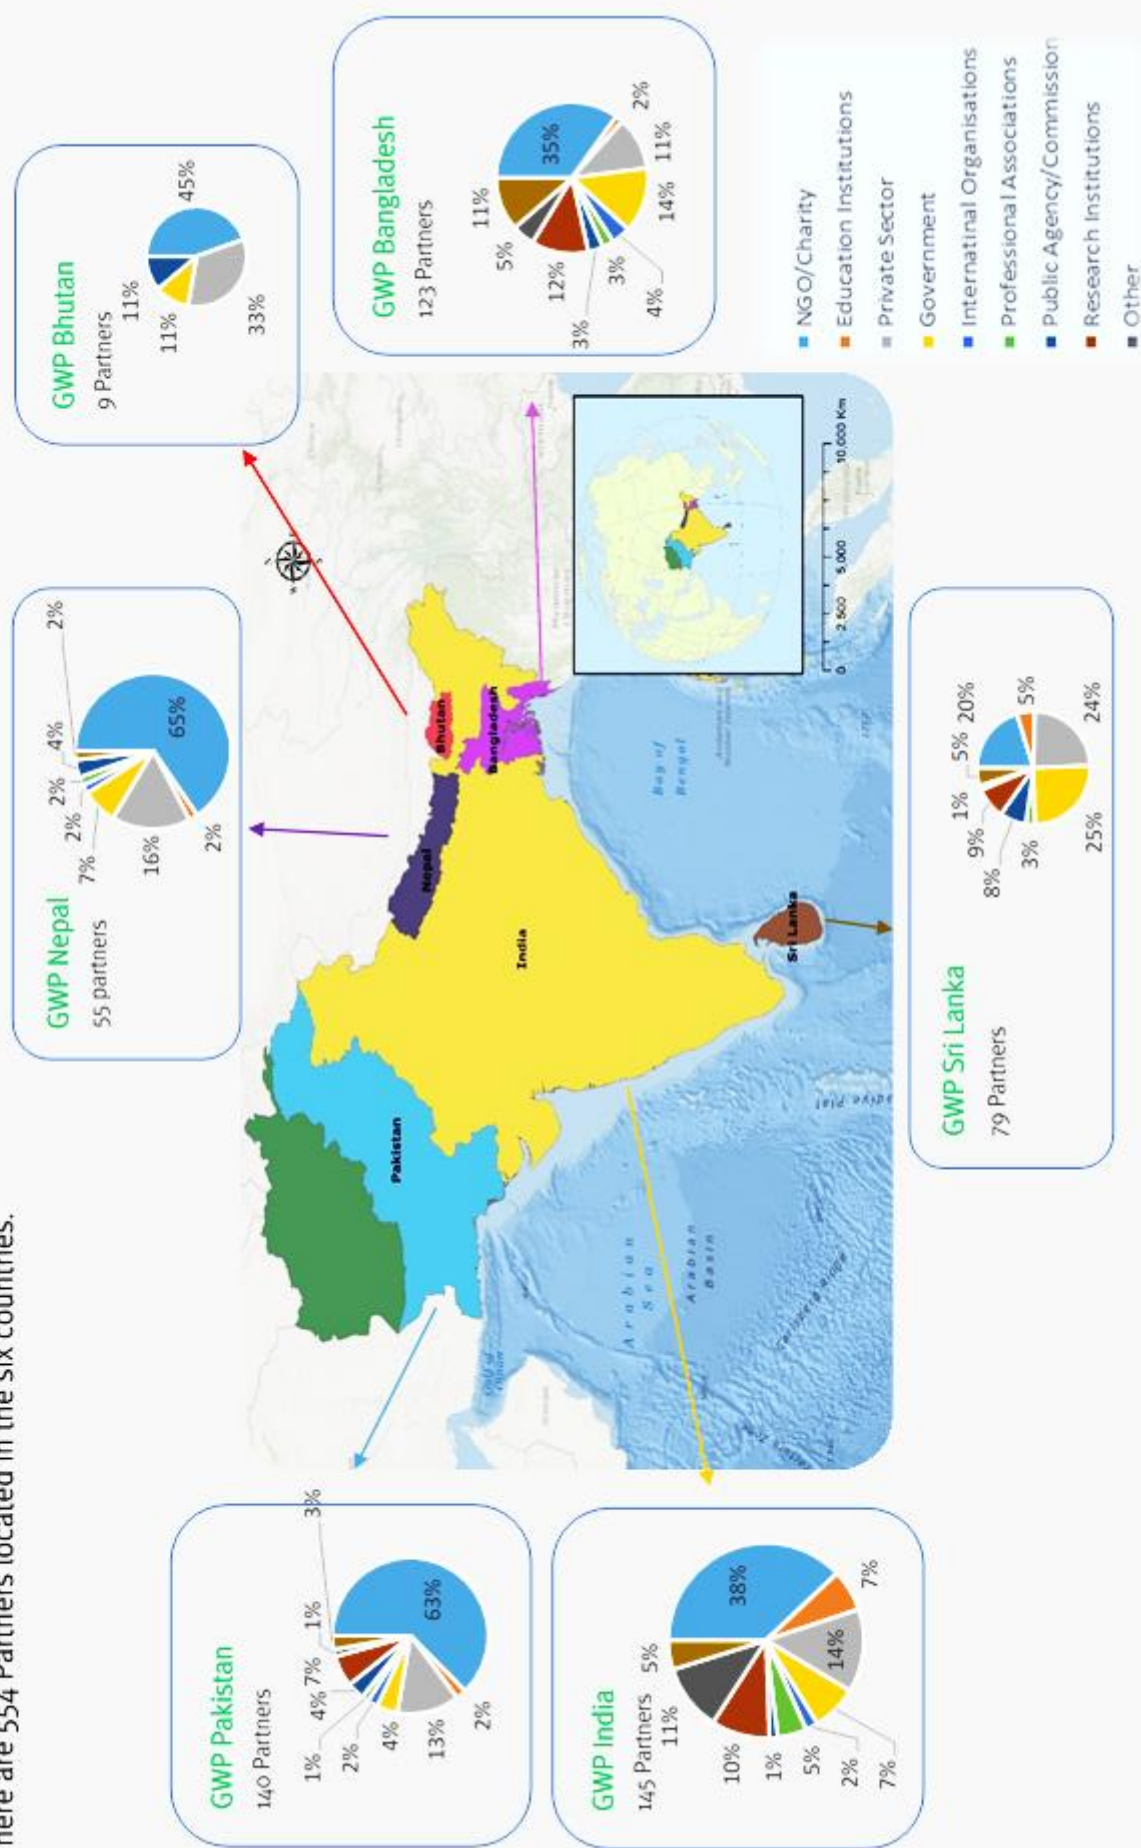 here are 554 Partners located in the six countries.
GWP Pakistan
140 Partners
1%
3%
7%
4%
1%
2%
4%
13%
2%
63%
GWP Nepal
55 partners
2%
4%
2%
2%
7%
16%
2%
65%
GWP Bhutan
9 Partners
11%
11%
33%
45%
GWP Bangladesh
123 Partners
11%
5%
12%
3%
3%
4%
14%
11%
2%
35%
GWP India
145 Partners
5%
11%
10%
1%
5%
2%
7%
14%
7%
38%
GWP Sri Lanka
79 Partners
20%
5%
1%
9%
8%
3%
25%
24%
5%
Pakistan
Nepal
Bhutan
Bangladesh
India
Sri Lanka
Bay of
Bengal
Arabian
Sea
Arabian
Basin
0
2,500
5,000
10,000 Km
NGO/Charity
Education Institutions
Private Sector
Government
Internatinal Organisations
Professional Associations
Public Agency/Commission
Research Institutions
Other